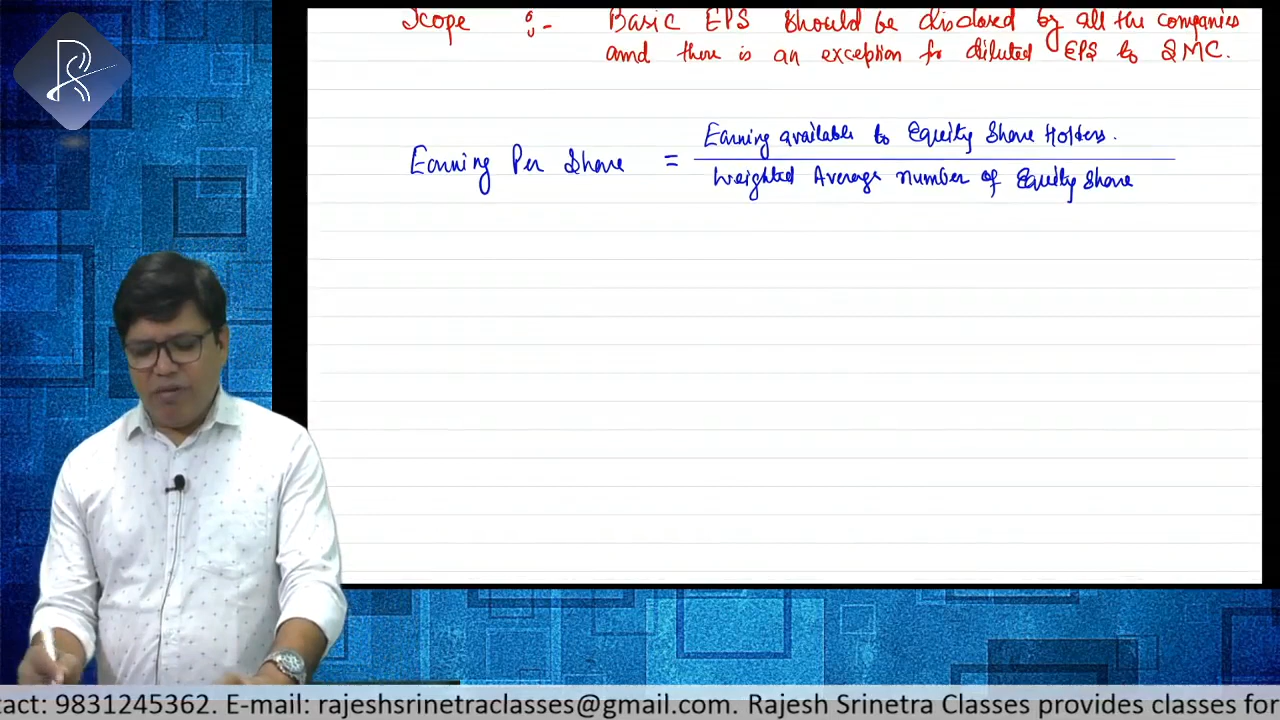 Scope :- Basic EPS should be disclosed by all the companies
and there is an exception for diluted EPS to SMC.
Earning Per Share = Earning available to Equity Share Holders.
Weighted Average number of Equity Share
tact: 9831245362. E-mail: rajeshsrinetraclasses@gmail.com. Rajesh Srinetra Classes provides classes for